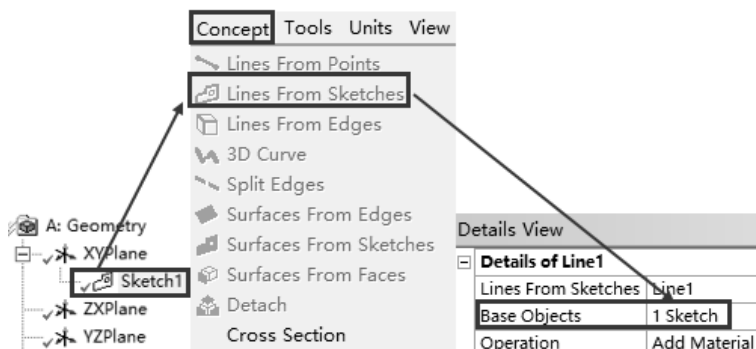 Concept Tools Units View
Lines From Points
Lines From Sketches
Lines From Edges
3D Curve
Split Edges
Surfaces From Edges
Surfaces From Sketches
Surfaces From Faces
Detach
Cross Section
A: Geometry
XYPlane
Sketch1
ZXPlane
YZPlane
Details View
Details of Line1
Lines From Sketches Line1
Base Objects 1 Sketch
Operation Add Material